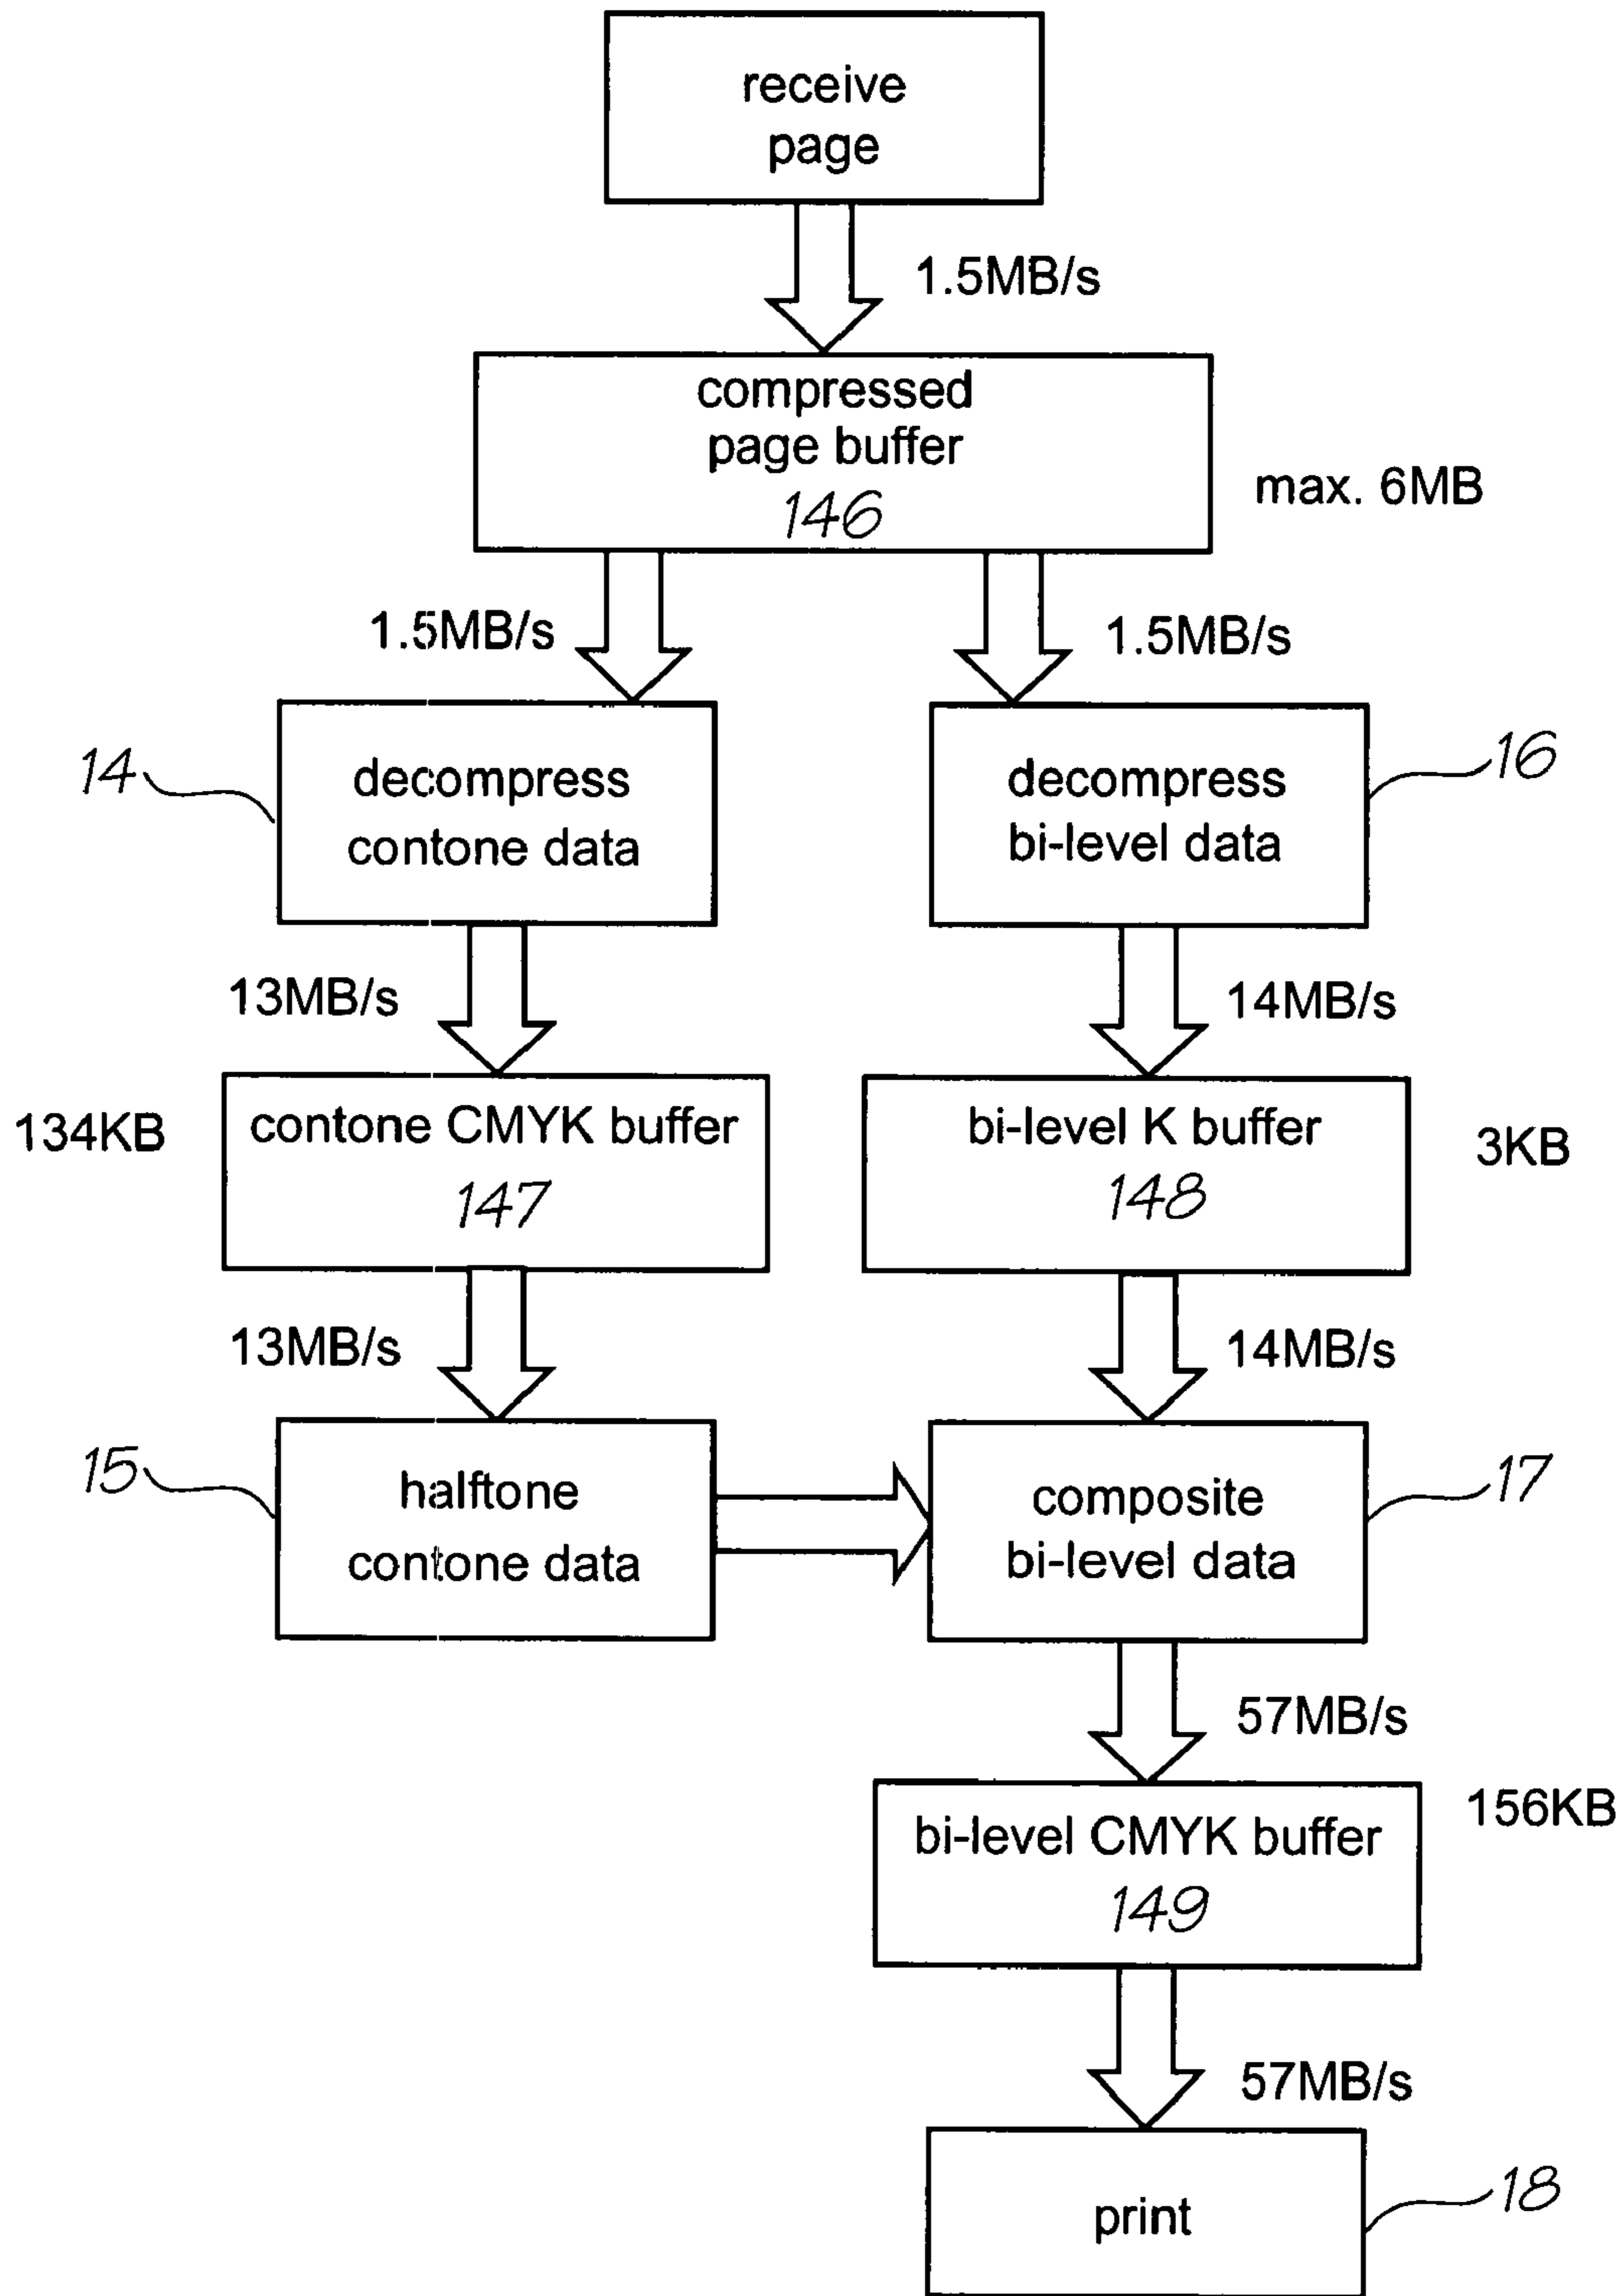 receive
page
1.5MB/s
compressed
page buffer
146
max. 6MB
1.5MB/s
1.5MB/s
14
decompress
contone data
decompress
bi-level data
16
13MB/s
14MB/s
134KB
contone CMYK buffer
147
bi-level K buffer
148
3KB
13MB/s
14MB/s
15
halftone
contone data
composite
bi-level data
17
57MB/s
bi-level CMYK buffer
149
156KB
57MB/s
print
18